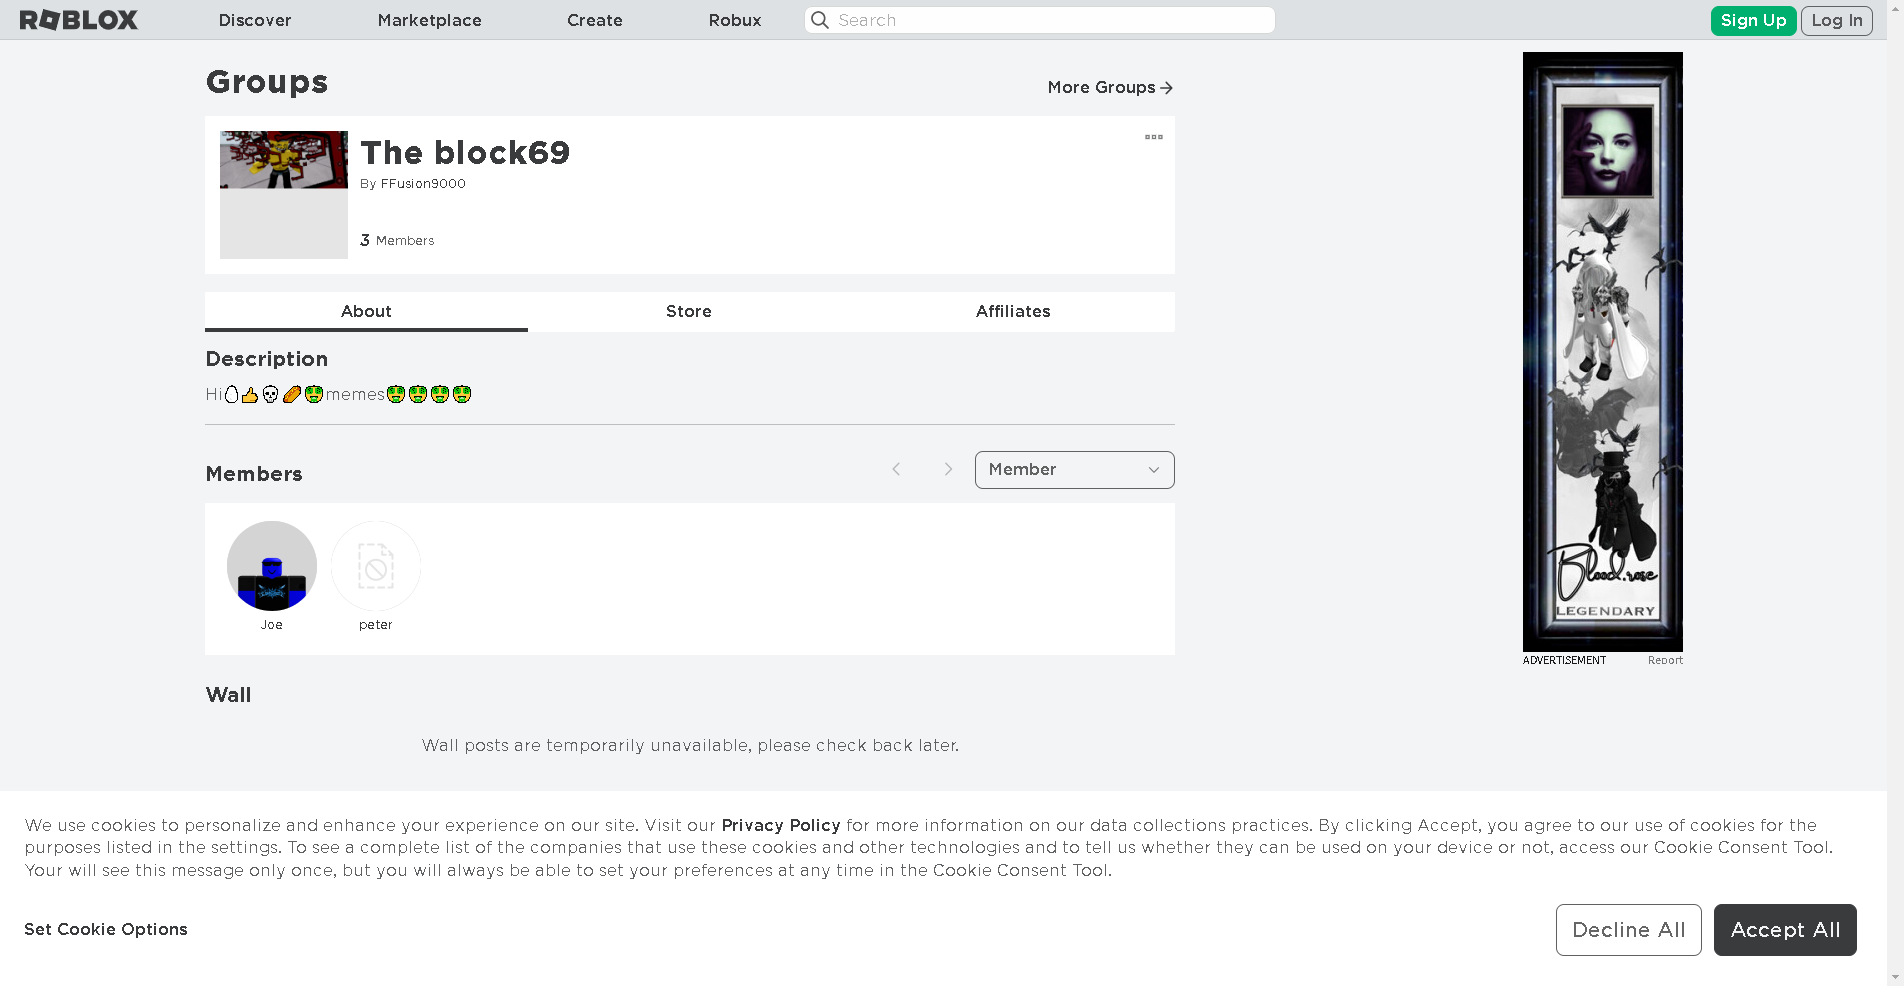 ROBLOX
Discover
Marketplace
Create
Robux
Search
Sign Up
Log In
Groups
More Groups
The block69
By FFusion9000
3 Members
About
Store
Affiliates
Description
Hi🥚👍💀🌮🤑memes🤑🤑🤑🤑
Members
Member
Joe
peter
Wall
Wall posts are temporarily unavailable, please check back later.
Blood.rose
LEGENDARY
ADVERTISEMENT
Report
We use cookies to personalize and enhance your experience on our site. Visit our Privacy Policy for more information on our data collections practices. By clicking Accept, you agree to our use of cookies for the
purposes listed in the settings. To see a complete list of the companies that use these cookies and other technologies and to tell us whether they can be used on your device or not, access our Cookie Consent Tool.
Your will see this message only once, but you will always be able to set your preferences at any time in the Cookie Consent Tool.
Set Cookie Options
Decline All
Accept All